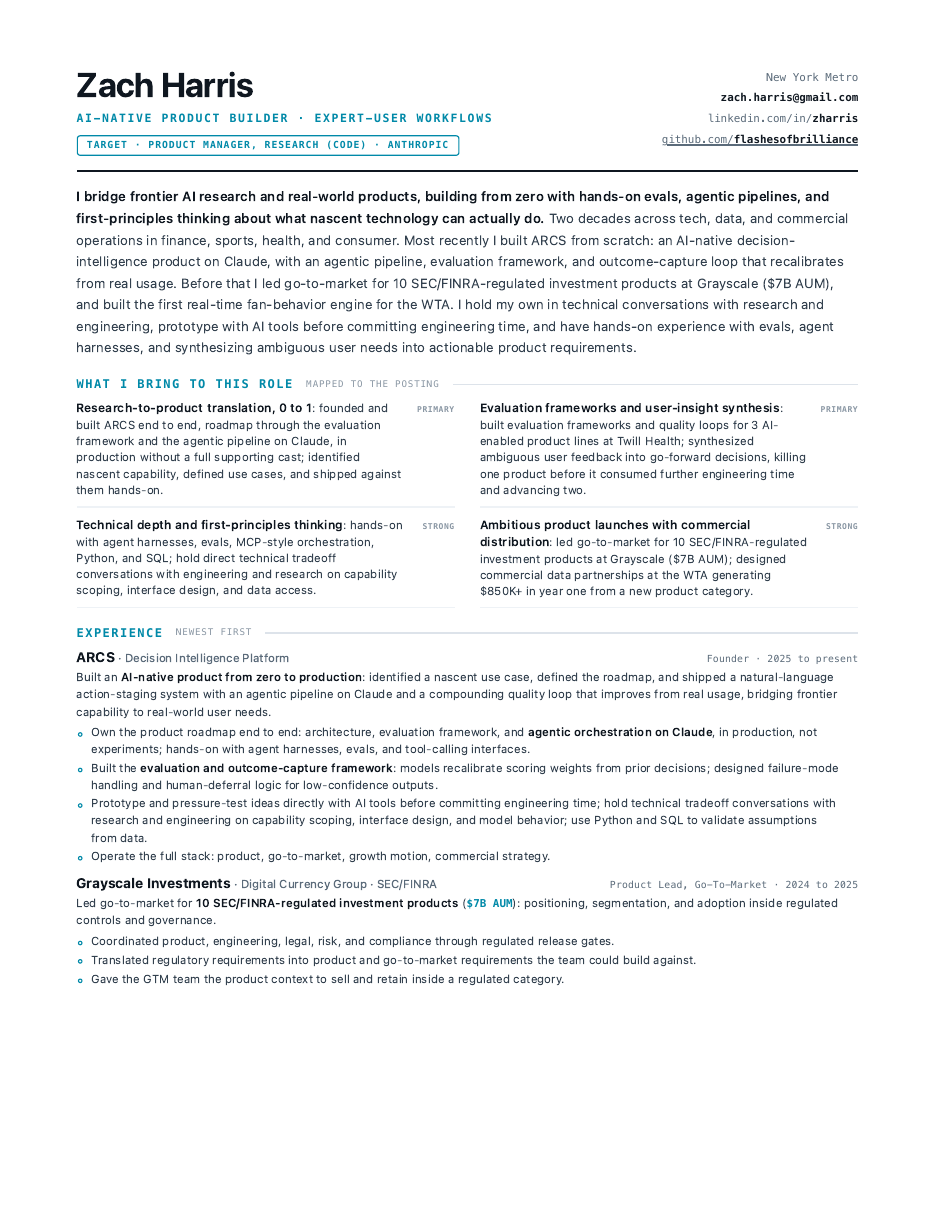 Zach Harris
AI–NATIVE PRODUCT BUILDER · EXPERT–USER WORKFLOWS
TARGET · PRODUCT MANAGER, RESEARCH (CODE) · ANTHROPIC
New York Metro
zach.harris@gmail.com
linkedin.com/in/zharris
github.com/flashesofbrilliance
I bridge frontier AI research and real-world products, building from zero with hands-on evals, agentic pipelines, and
first-principles thinking about what nascent technology can actually do. Two decades across tech, data, and commercial
operations in finance, sports, health, and consumer. Most recently I built ARCS from scratch: an AI-native decision-
intelligence product on Claude, with an agentic pipeline, evaluation framework, and outcome-capture loop that recalibrates
from real usage. Before that I led go-to-market for 10 SEC/FINRA-regulated investment products at Grayscale ($7B AUM),
and built the first real-time fan-behavior engine for the WTA. I hold my own in technical conversations with research and
engineering, prototype with AI tools before committing engineering time, and have hands-on experience with evals, agent
harnesses, and synthesizing ambiguous user needs into actionable product requirements.
WHAT I BRING TO THIS ROLE MAPPED TO THE POSTING
Research-to-product translation, 0 to 1: founded and PRIMARY
built ARCS end to end, roadmap through the evaluation
framework and the agentic pipeline on Claude, in
production without a full supporting cast; identified
nascent capability, defined use cases, and shipped against
them hands-on.
Evaluation frameworks and user-insight synthesis: PRIMARY
built evaluation frameworks and quality loops for 3 AI-
enabled product lines at Twill Health; synthesized
ambiguous user feedback into go-forward decisions, killing
one product before it consumed further engineering time
and advancing two.
Technical depth and first-principles thinking: hands-on STRONG
with agent harnesses, evals, MCP-style orchestration,
Python, and SQL; hold direct technical tradeoff
conversations with engineering and research on capability
scoping, interface design, and data access.
Ambitious product launches with commercial STRONG
distribution: led go-to-market for 10 SEC/FINRA-regulated
investment products at Grayscale ($7B AUM); designed
commercial data partnerships at the WTA generating
$850K+ in year one from a new product category.
EXPERIENCE NEWEST FIRST
ARCS · Decision Intelligence Platform Founder · 2025 to present
Built an AI-native product from zero to production: identified a nascent use case, defined the roadmap, and shipped a natural-language
action-staging system with an agentic pipeline on Claude and a compounding quality loop that improves from real usage, bridging frontier
capability to real-world user needs.
Own the product roadmap end to end: architecture, evaluation framework, and agentic orchestration on Claude, in production, not
experiments; hands-on with agent harnesses, evals, and tool-calling interfaces.
Built the evaluation and outcome-capture framework: models recalibrate scoring weights from prior decisions; designed failure-mode
handling and human-deferral logic for low-confidence outputs.
Prototype and pressure-test ideas directly with AI tools before committing engineering time; hold technical tradeoff conversations with
research and engineering on capability scoping, interface design, and model behavior; use Python and SQL to validate assumptions
from data.
Operate the full stack: product, go-to-market, growth motion, commercial strategy.
Grayscale Investments · Digital Currency Group · SEC/FINRA Product Lead, Go–To–Market · 2024 to 2025
Led go-to-market for 10 SEC/FINRA-regulated investment products ($7B AUM): positioning, segmentation, and adoption inside regulated
controls and governance.
Coordinated product, engineering, legal, risk, and compliance through regulated release gates.
Translated regulatory requirements into product and go-to-market requirements the team could build against.
Gave the GTM team the product context to sell and retain inside a regulated category.